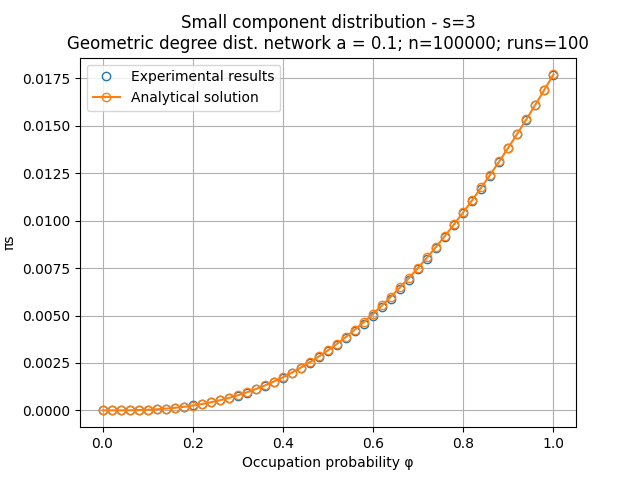 Small component distribution - s=3
Geometric degree dist. network a = 0.1; n=100000; runs=100
Experimental results
Analytical solution
0.0175
0.0150
0.0125
0.0100
0.0075
0.0050
0.0025
0.0000
πs
0.0 0.2 0.4 0.6 0.8 1.0
Occupation probability φ